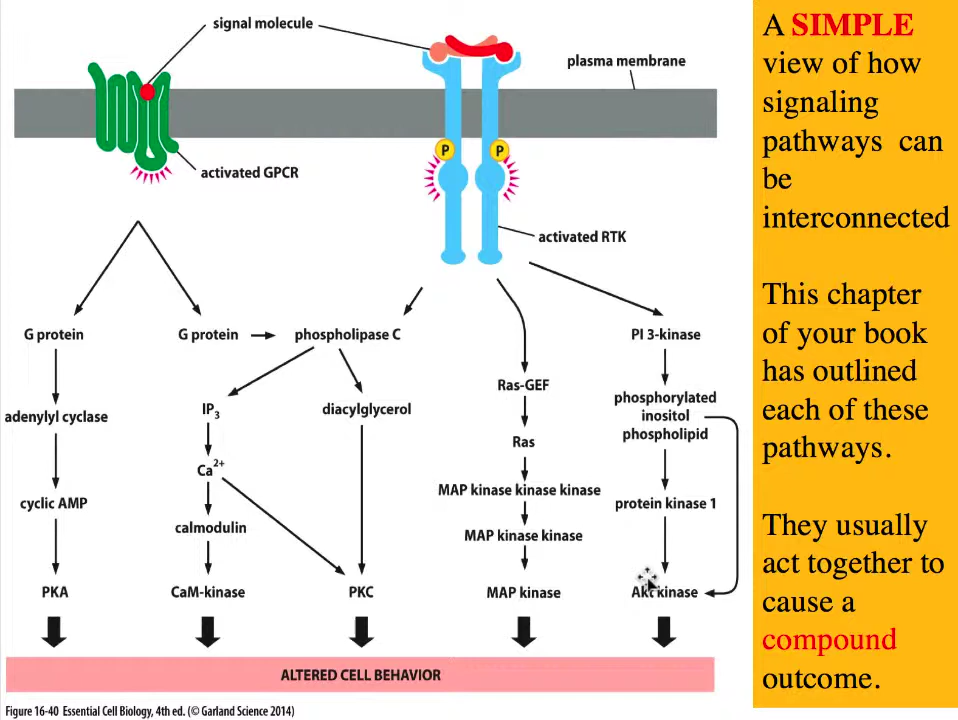 signal molecule
plasma membrane
P
P
activated GPCR
activated RTK
G protein
G protein
phospholipase C
PI 3-kinase
Ras-GEF
phosphorylated
inositol
phospholipid
adenylyl cyclase
IP3
diacylglycerol
Ras
Ca2+
MAP kinase kinase kinase
cyclic AMP
protein kinase 1
calmodulin
MAP kinase kinase
PKA
CaM-kinase
PKC
MAP kinase
Akt kinase
ALTERED CELL BEHAVIOR
Figure 16-40 Essential Cell Biology, 4th ed. (© Garland Science 2014)
A SIMPLE
view of how
signaling
pathways can
be
interconnected
This chapter
of your book
has outlined
each of these
pathways.
They usually
act together to
cause a
compound
outcome.